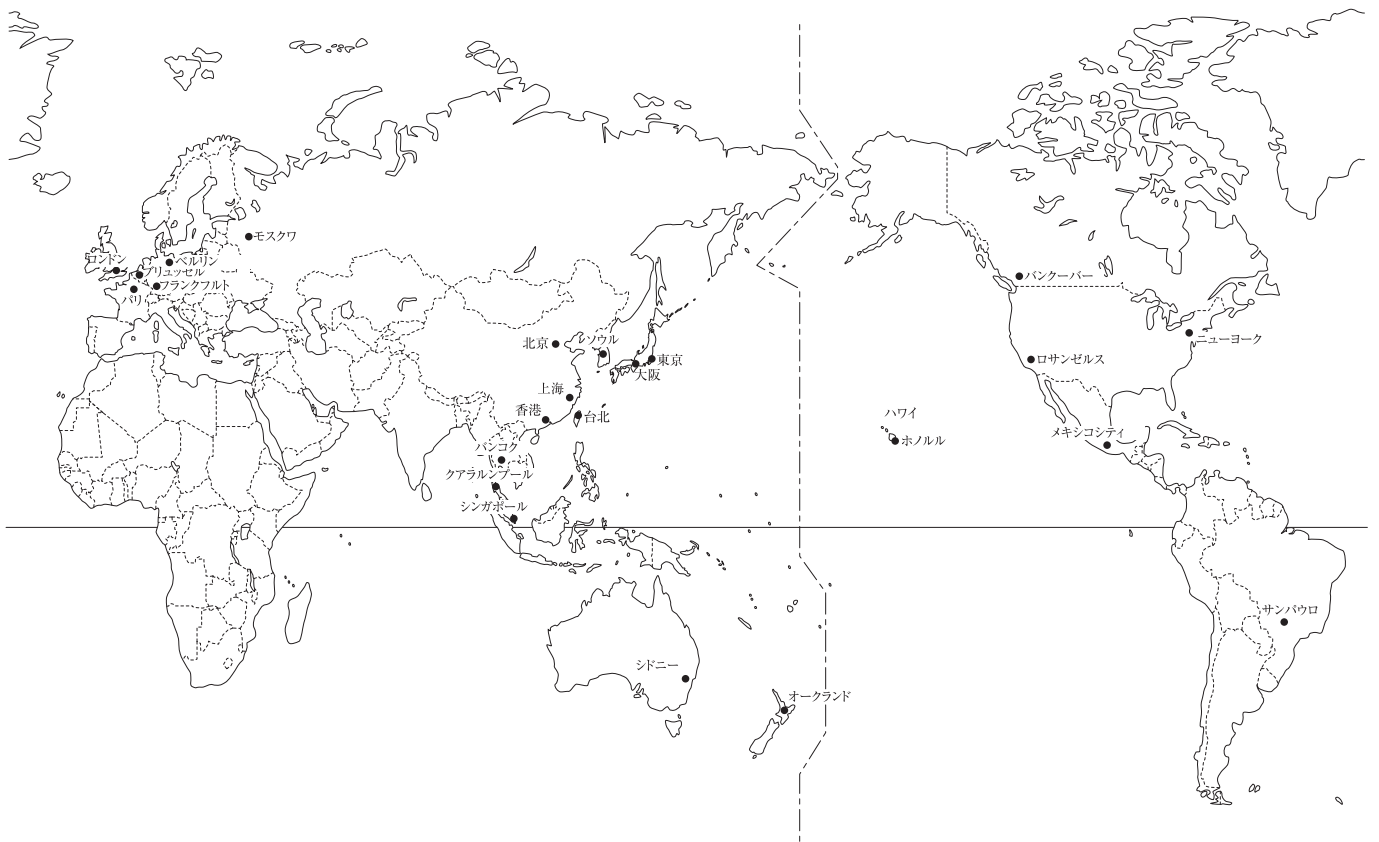 モスクワ
ロンドン
ベルリン
ブリュッセル
フランクフルト
パリ
バンクーバー
北京
ソウル
東京
大阪
ニューヨーク
ロサンゼルス
上海
香港
台北
ハワイ
ホノルル
メキシコシティ
バンコク
クアラルンプール
シンガポール
サンパウロ
シドニー
オークランド